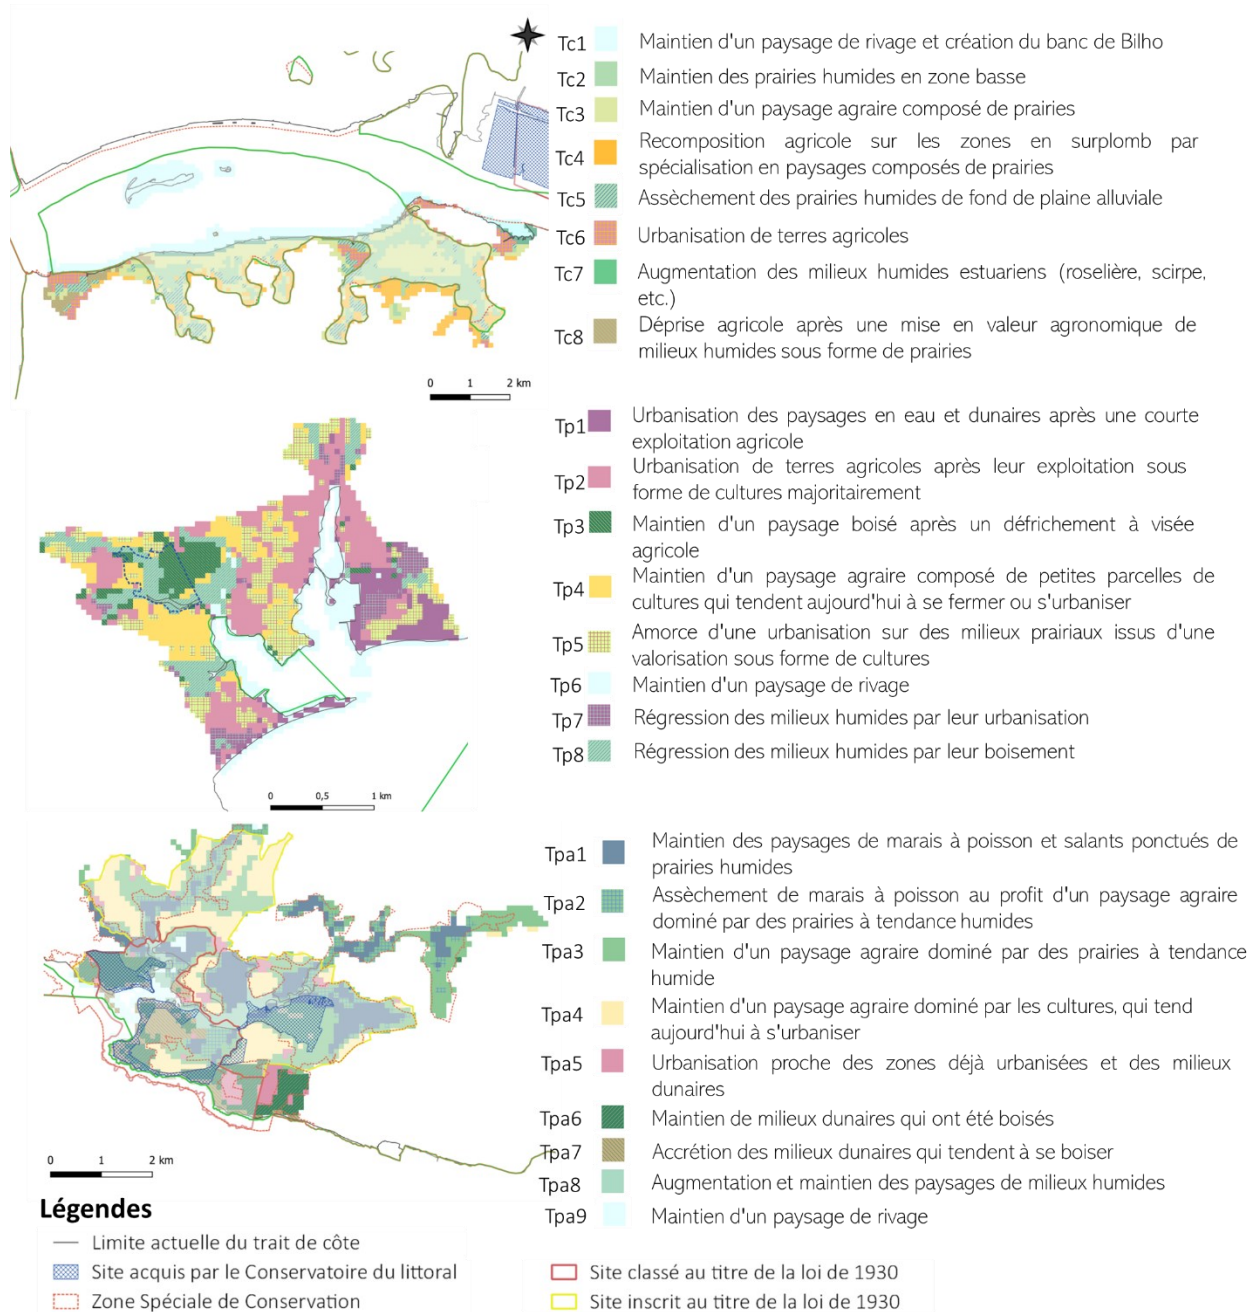 Tc1 Maintien d'un paysage de rivage et création du banc de Bilho
Tc2 Maintien des prairies humides en zone basse
Tc3 Maintien d'un paysage agraire composé de prairies
Tc4 Recomposition agricole sur les zones en surplomb par
spécialisation en paysages composés de prairies
Tc5 Assèchement des prairies humides de fond de plaine alluviale
Tc6 Urbanisation de terres agricoles
Tc7 Augmentation des milieux humides estuariens (roselière, scirpe,
etc.)
Tc8 Déprise agricole après une mise en valeur agronomique de
milieux humides sous forme de prairies
0 1 2 km
Tp1 Urbanisation des paysages en eau et dunaires après une courte
exploitation agricole
Tp2 Urbanisation de terres agricoles après leur exploitation sous
forme de cultures majoritairement
Tp3 Maintien d'un paysage boisé après un défrichement à visée
agricole
Tp4 Maintien d'un paysage agraire composé de petites parcelles de
cultures qui tendent aujourd'hui à se fermer ou s'urbaniser
Tp5 Amorce d'une urbanisation sur des milieux prairiaux issus d'une
valorisation sous forme de cultures
Tp6 Maintien d'un paysage de rivage
Tp7 Régression des milieux humides par leur urbanisation
Tp8 Régression des milieux humides par leur boisement
0 0,5 1 km
Tpa1 Maintien des paysages de marais à poisson et salants ponctués de
prairies humides
Tpa2 Assèchement de marais à poisson au profit d'un paysage agraire
dominé par des prairies à tendance humides
Tpa3 Maintien d'un paysage agraire dominé par des prairies à tendance
humide
Tpa4 Maintien d'un paysage agraire dominé par les cultures, qui tend
aujourd'hui à s'urbaniser
Tpa5 Urbanisation proche des zones déjà urbanisées et des milieux
dunaires
Tpa6 Maintien de milieux dunaires qui ont été boisés
Tpa7 Accrétion des milieux dunaires qui tendent à se boiser
Tpa8 Augmentation et maintien des paysages de milieux humides
Tpa9 Maintien d'un paysage de rivage
0 1 2 km
Légendes
Limite actuelle du trait de côte
Site acquis par le Conservatoire du littoral
Zone Spéciale de Conservation
Site classé au titre de la loi de 1930
Site inscrit au titre de la loi de 1930